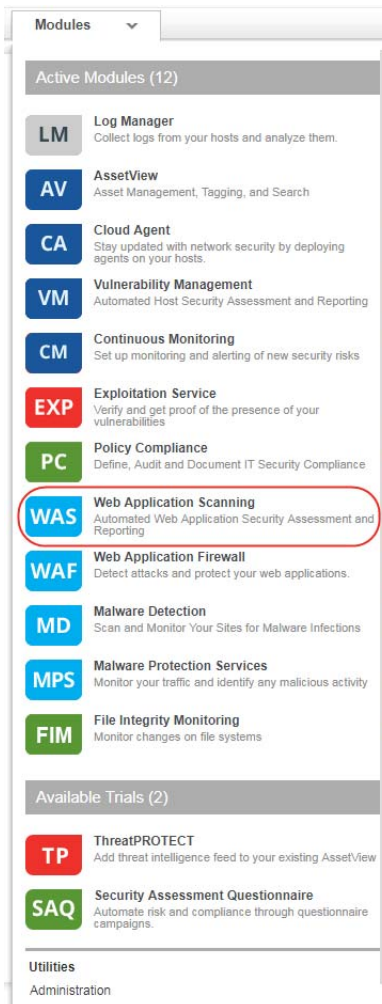 Modules
Active Modules (12)
LM
Log Manager
Collect logs from your hosts and analyze them.
AV
AssetView
Asset Management, Tagging, and Search
CA
Cloud Agent
Stay updated with network security by deploying
agents on your hosts.
VM
Vulnerability Management
Automated Host Security Assessment and Reporting
CM
Continuous Monitoring
Set up monitoring and alerting of new security risks
EXP
Exploitation Service
Verify and get proof of the presence of your
vulnerabilities
PC
Policy Compliance
Define, Audit and Document IT Security Compliance
WAS
Web Application Scanning
Automated Web Application Security Assessment and
Reporting
WAF
Web Application Firewall
Detect attacks and protect your web applications.
MD
Malware Detection
Scan and Monitor Your Sites for Malware Infections
MPS
Malware Protection Services
Monitor your traffic and identify any malicious activity
FIM
File Integrity Monitoring
Monitor changes on file systems
Available Trials (2)
TP
ThreatPROTECT
Add threat intelligence feed to your existing AssetView
SAQ
Security Assessment Questionnaire
Automate risk and compliance through questionnaire
campaigns.
Utilities
Administration